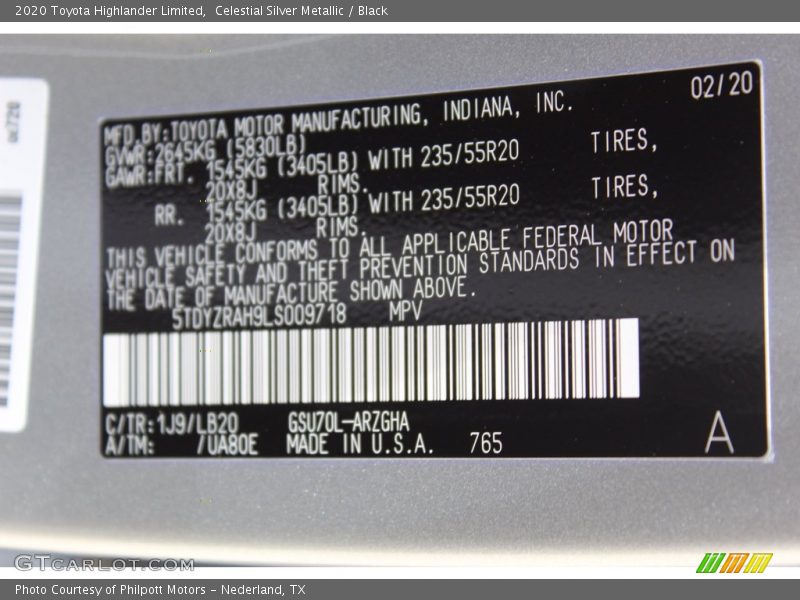 2020 Toyota Highlander Limited,  Celestial Silver Metallic / Black
02/20
MFD BY:TOYOTA MOTOR MANUFACTURING, INDIANA, INC.
GVWR:2645KG (5830LB)
GAWR:FRT. 1545KG (3405LB) WITH 235/55R20 TIRES,
20X8J RIMS.
RR. 1545KG (3405LB) WITH 235/55R20 TIRES,
20X8J RIMS.
THIS VEHICLE CONFORMS TO ALL APPLICABLE FEDERAL MOTOR
VEHICLE SAFETY AND THEFT PREVENTION STANDARDS IN EFFECT ON
THE DATE OF MANUFACTURE SHOWN ABOVE.
5TDYZRAH9LS009718 MPV
C/TR:1J9/LB20 GSU70L-ARZGHA
A/TM: /UA80E MADE IN U.S.A. 765
A
GTCARLOT.COM
Photo Courtesy of Philpott Motors - Nederland, TX